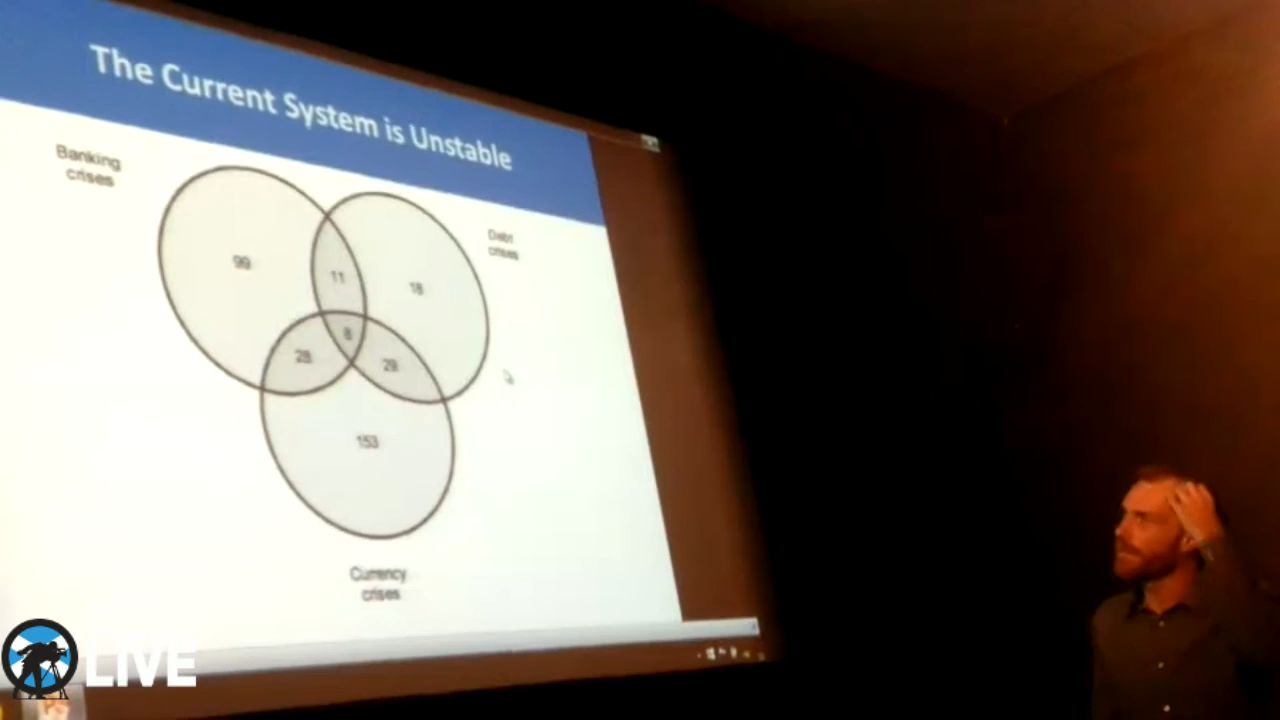 The Current System is Unstable
Banking
crises
Debt
crises
99
11
18
8
28
29
153
Currency
crises
LIVE